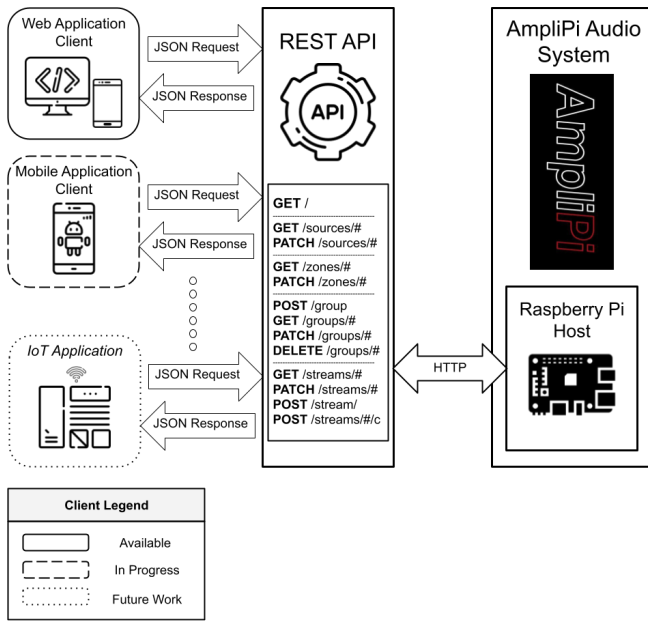 Web Application
Client
JSON Request
JSON Response
Mobile Application
Client
JSON Request
JSON Response
IoT Application
JSON Request
JSON Response
REST API
API
GET /
GET /sources/#
PATCH /sources/#
GET /zones/#
PATCH /zones/#
POST /group
GET /groups/#
PATCH /groups/#
DELETE /groups/#
GET /streams/#
PATCH /streams/#
POST /stream/
POST /streams/#/c
HTTP
AmpliPi Audio
System
AmpliPi
Raspberry Pi
Host
Client Legend
Available
In Progress
Future Work